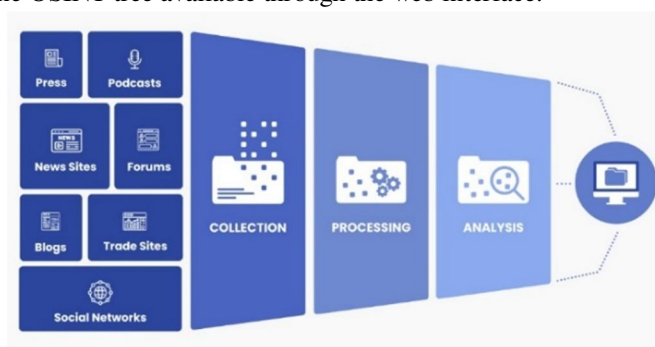 the OSINT tree available through the web interface.
Press
Podcasts
NEWS
News Sites
Forums
Blogs
Trade Sites
Social Networks
COLLECTION
PROCESSING
ANALYSIS